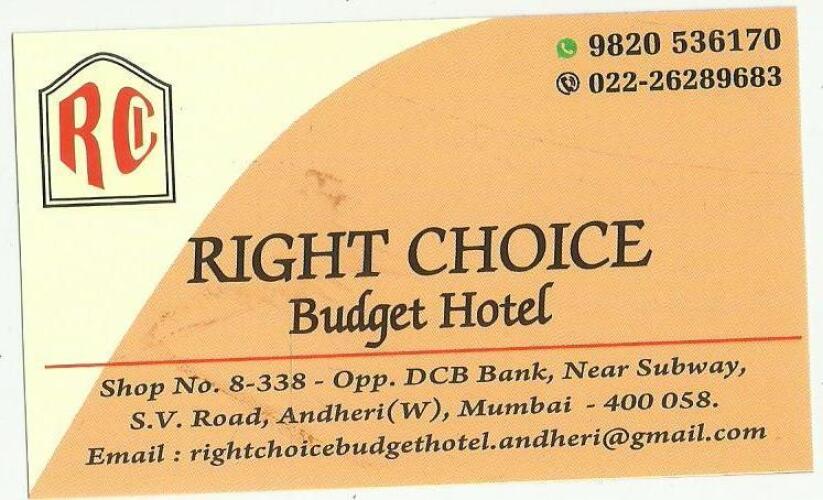 9820 536170
022-26289683
RCI
RIGHT CHOICE
Budget Hotel
Shop No. 8-338 - Opp. DCB Bank, Near Subway,
S.V. Road, Andheri(W), Mumbai - 400 058.
Email : rightchoicebudgethotel.andheri@gmail.com